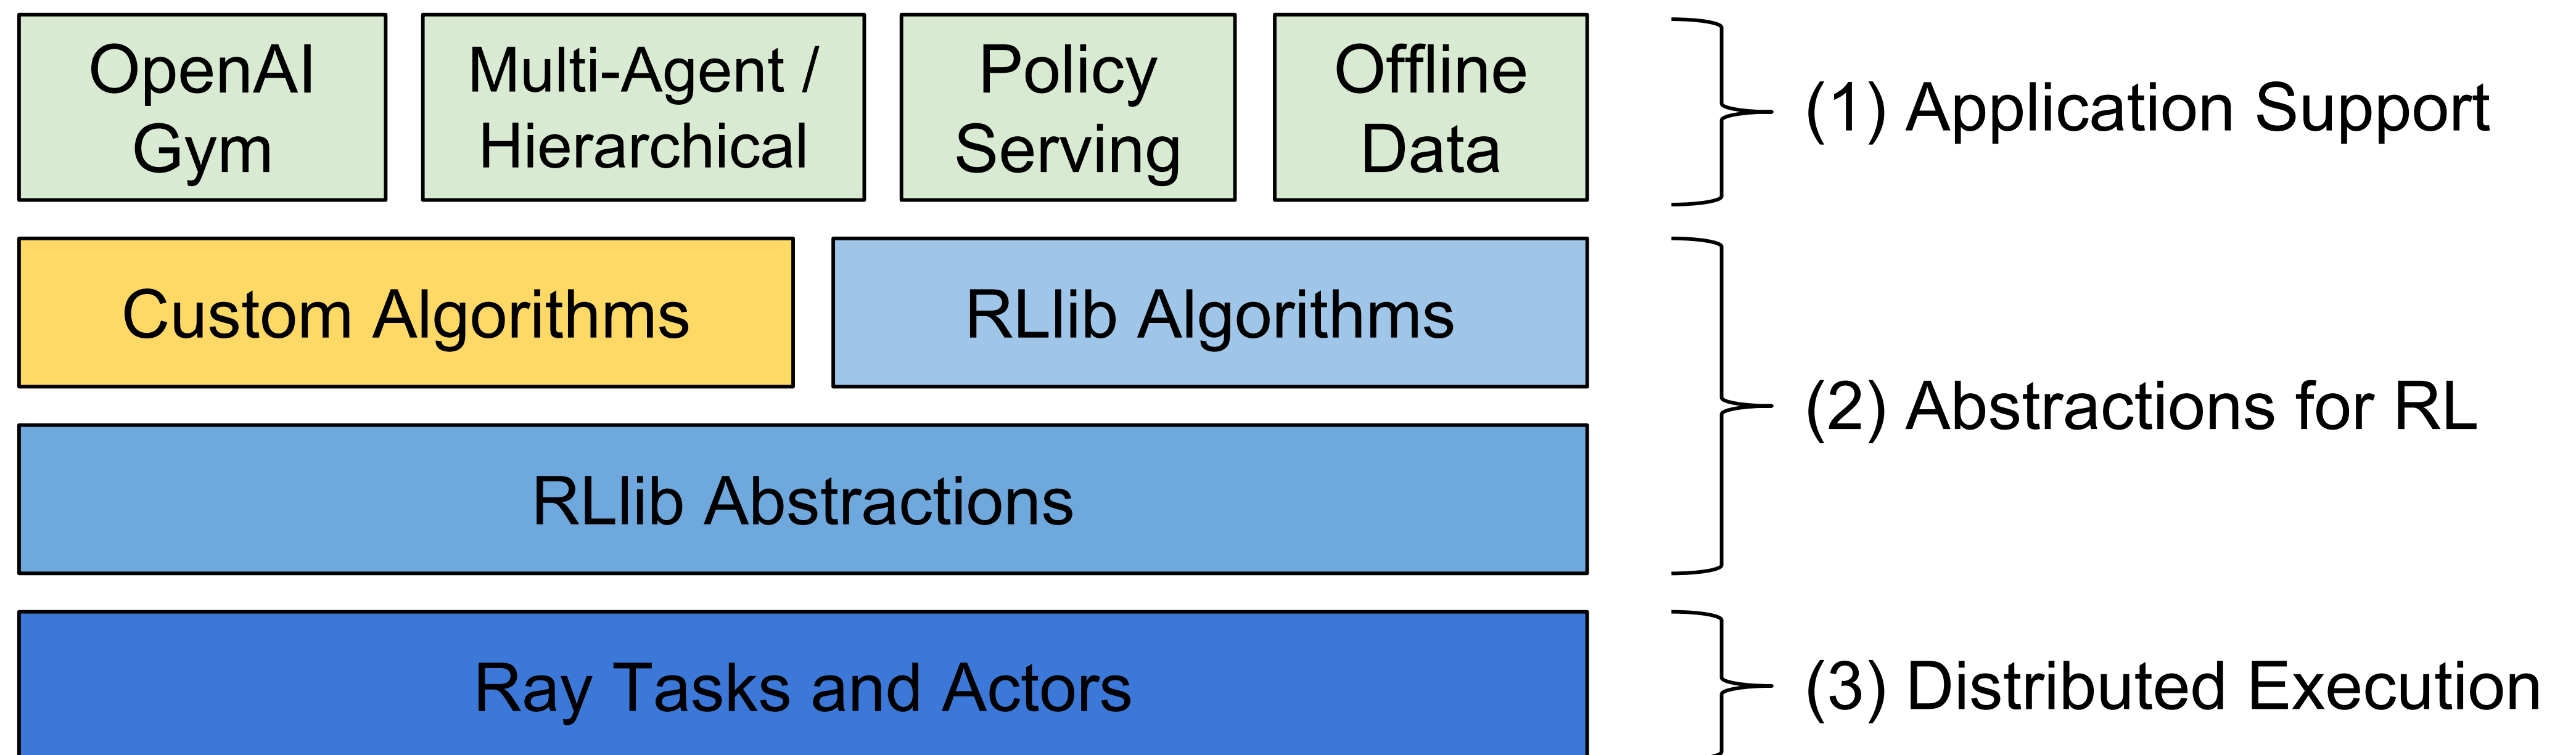 OpenAI
Gym
Multi-Agent /
Hierarchical
Policy
Serving
Offline
Data
(1) Application Support
Custom Algorithms
RLlib Algorithms
(2) Abstractions for RL
RLlib Abstractions
Ray Tasks and Actors
(3) Distributed Execution